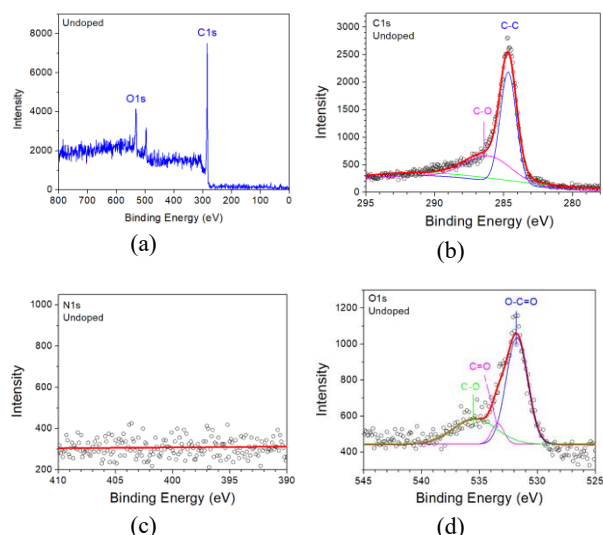 Undoped
C1s
O1s
8000
6000
4000
2000
0
Intensity
800 700 600 500 400 300 200 100 0
Binding Energy (eV)
(a)
C1s
Undoped
C-C
C-O
3000
2500
2000
1500
1000
500
0
Intensity
295 290 285 280
Binding Energy (eV)
(b)
N1s
Undoped
1000
800
600
400
200
Intensity
410 405 400 395 390
Binding Energy (eV)
(c)
O1s
Undoped
O-C=O
C=O
C-O
1200
1000
800
600
400
Intensity
545 540 535 530 525
Binding Energy (eV)
(d)